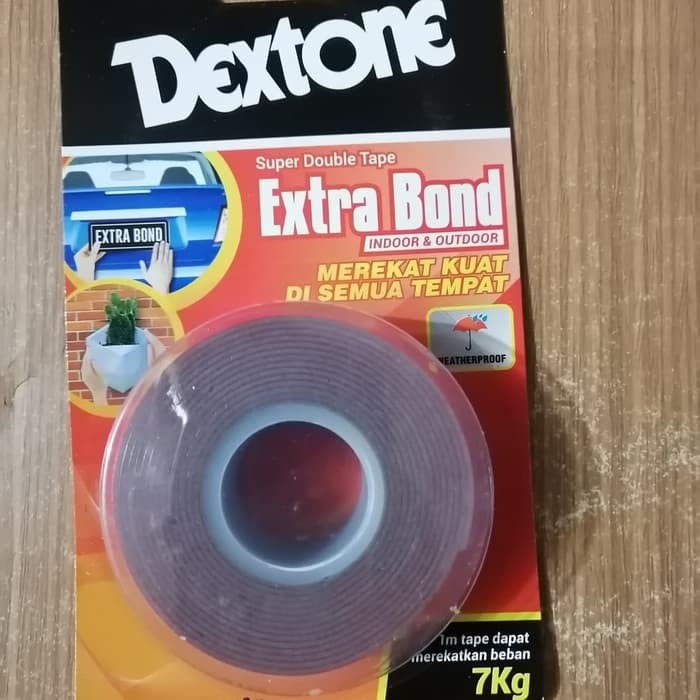 Dextone
Super Double Tape
Extra Bond
INDOOR & OUTDOOR
MEREKAT KUAT
DI SEMUA TEMPAT
EXTRA BOND
WEATHERPROOF
1m tape dapat
merekatkan beban
7Kg